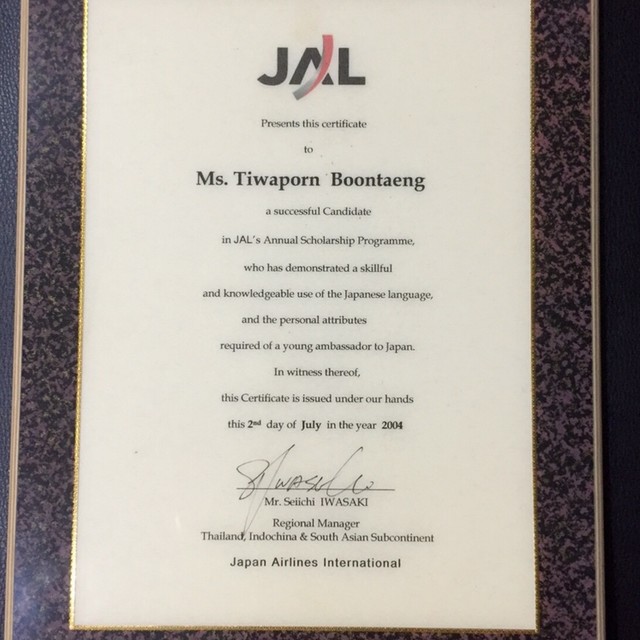 JAL
Presents this certificate
to
Ms. Tiwaporn Boontaeng
a successful Candidate
in JAL's Annual Scholarship Programme,
who has demonstrated a skillful
and knowledgeable use of the Japanese language,
and the personal attributes
required of a young ambassador to Japan.
In witness thereof,
this Certificate is issued under our hands
this 2nd day of July in the year 2004
S. Iwasaki
Mr. Seiichi IWASAKI
Regional Manager
Thailand, Indochina & South Asian Subcontinent
Japan Airlines International